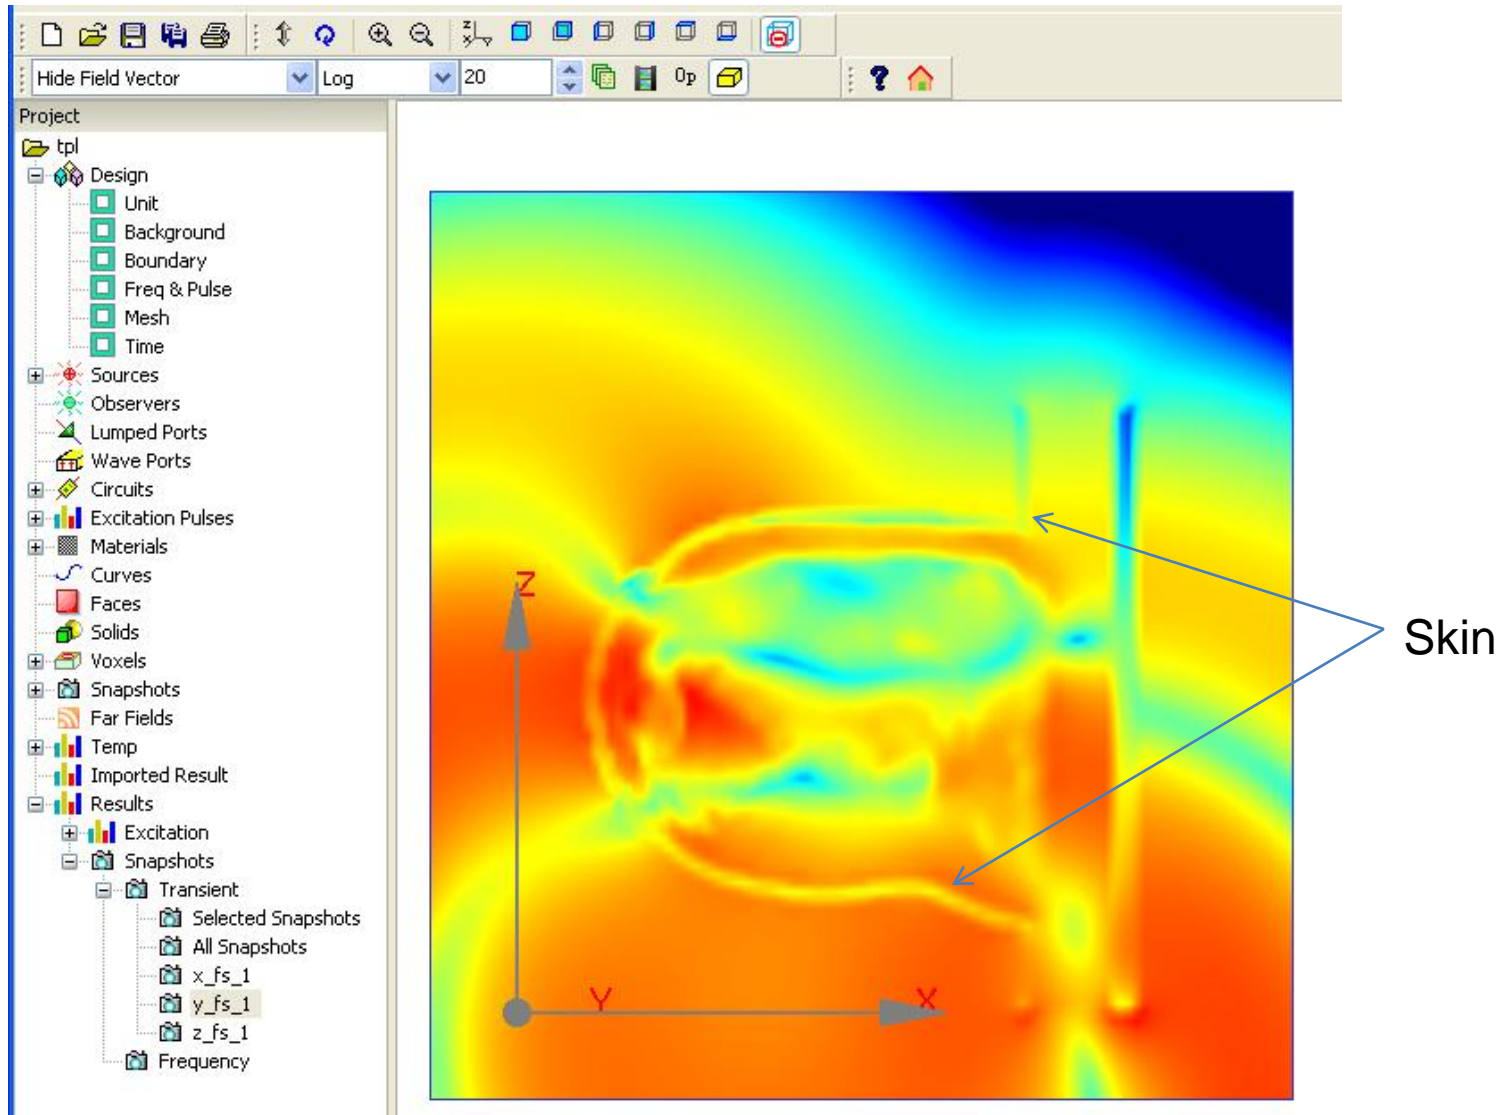 Op
Hide Field Vector Log 20
Project
tpl
Design
Unit
Background
Boundary
Freq & Pulse
Mesh
Time
Sources
Observers
Lumped Ports
Wave Ports
Circuits
Excitation Pulses
Materials
Curves
Faces
Solids
Voxels
Snapshots
Far Fields
Temp
Imported Result
Results
Excitation
Snapshots
Transient
Selected Snapshots
All Snapshots
x_fs_1
y_fs_1
z_fs_1
Frequency
Z
Y X
Skin